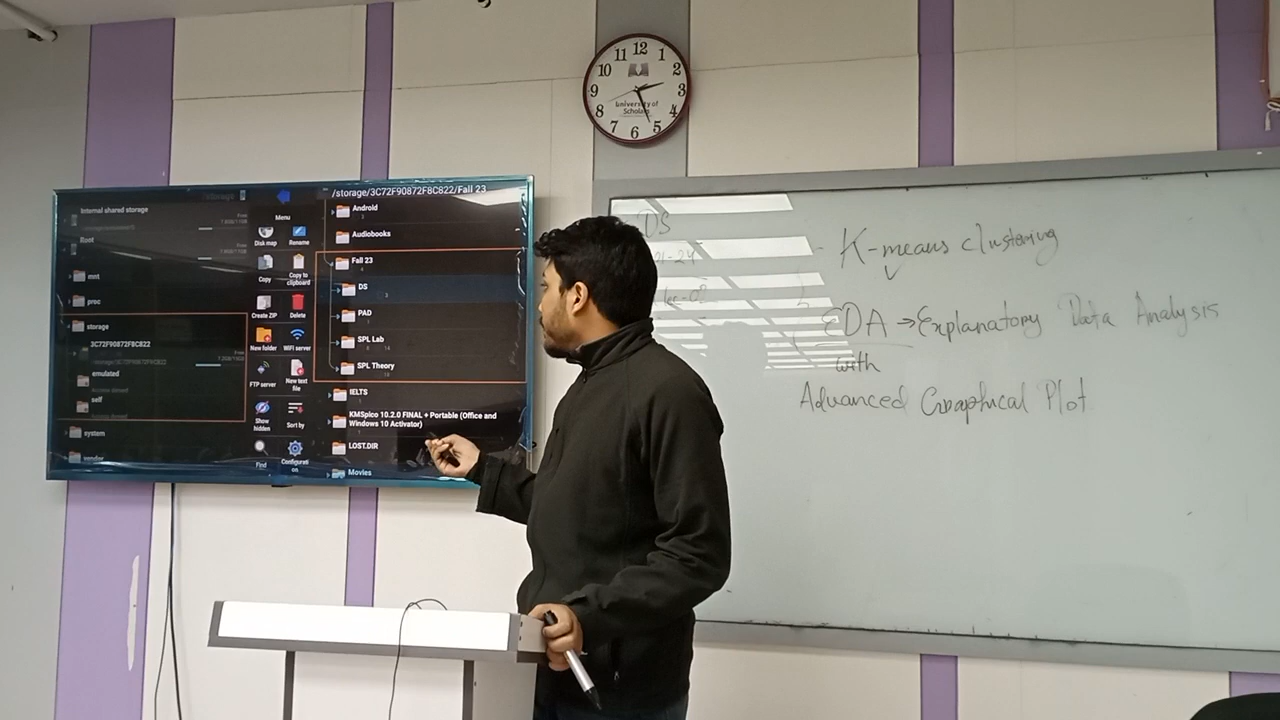 12
11
1
10
2
9
3
8
4
7
5
6
University of
Scholars
/storage/3C72F90872F8C822/Fall 23
Internal shared storage
Root
mnt
proc
storage
3C72F90872F8C822
emulated
self
system
Menu
Disk map
Rename
Copy
Copy to
clipboard
Create ZIP
Delete
New folder
WiFi server
FTP server
New text
file
Show
hidden
Sort by
Find
Configurati
on
Android
Audiobooks
Fall 23
DS
PAD
SPL Lab
SPL Theory
IELTS
KMSpico 10.2.0 FINAL + Portable (Office and
Windows 10 Activator)
LOST.DIR
Movies
DS
K-means clustering
EDA → Explanatory Data Analysis
with
Advanced Graphical Plot